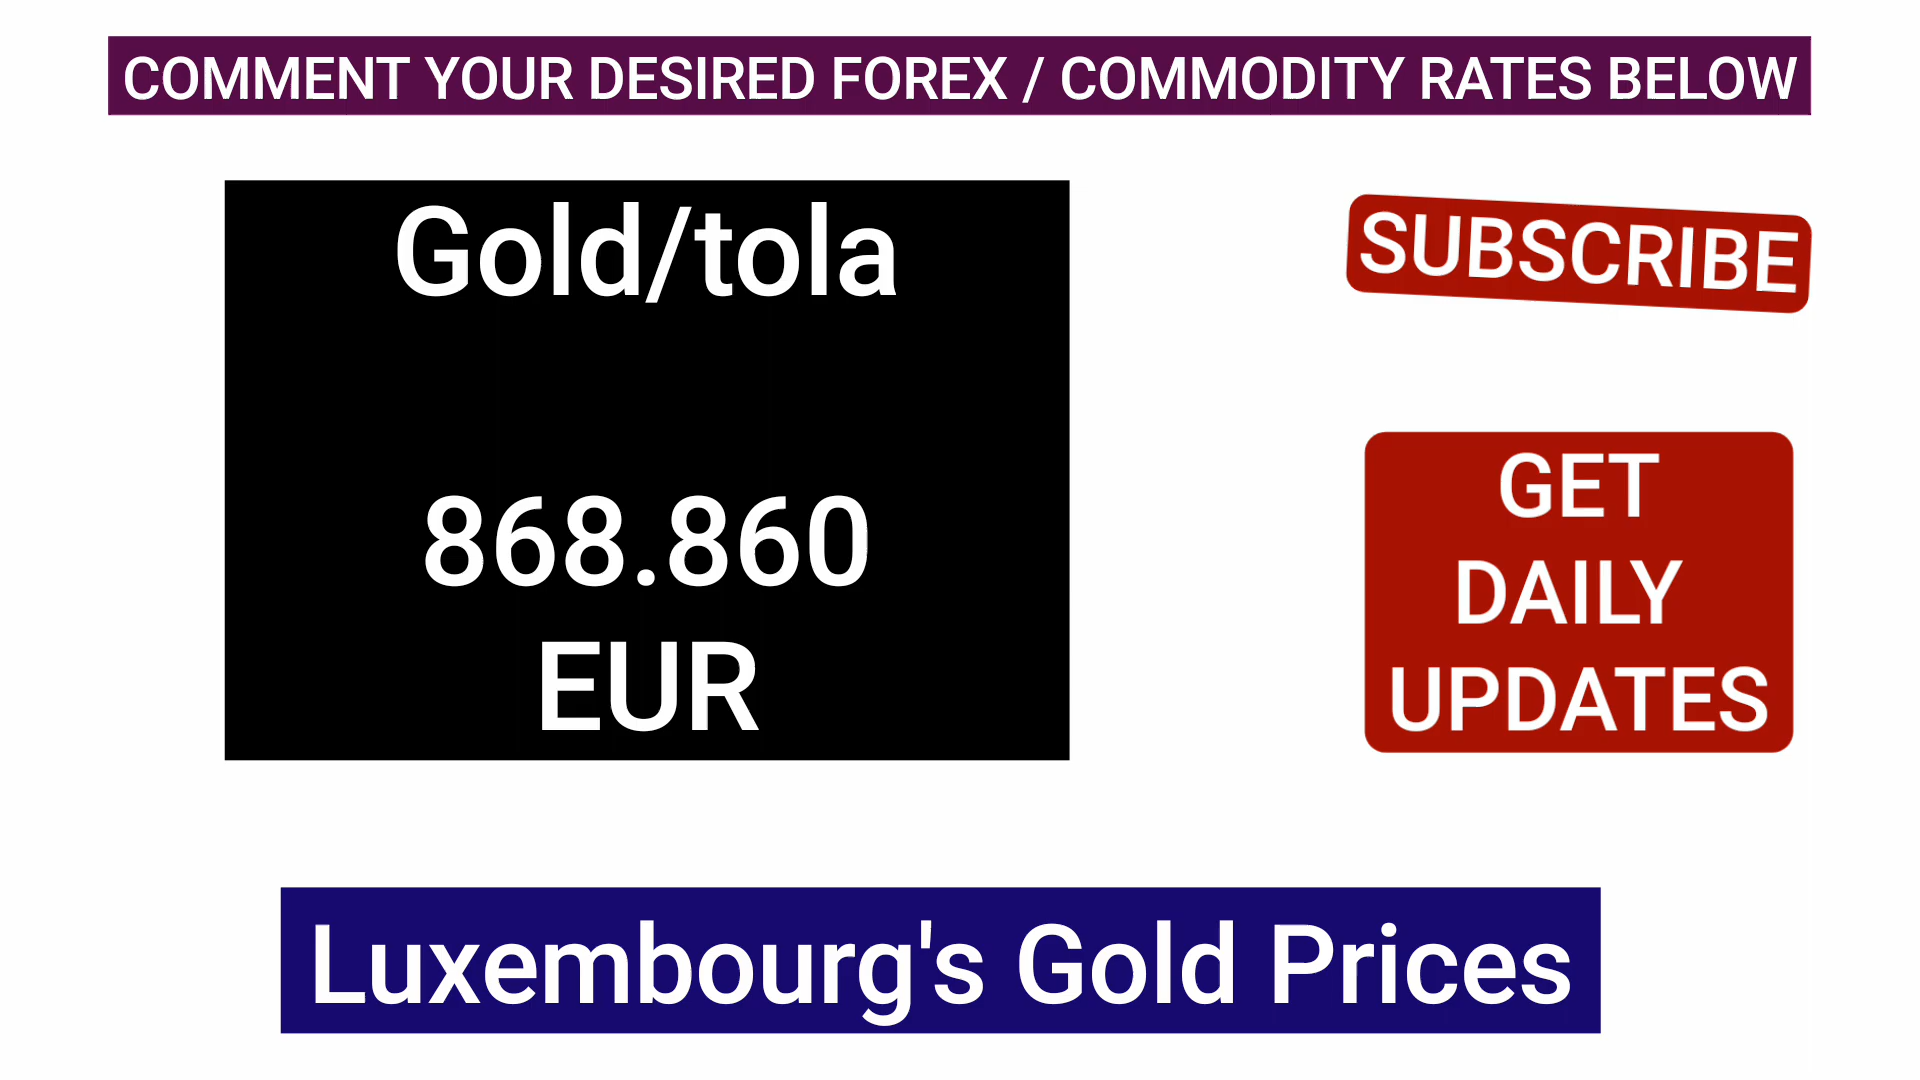 COMMENT YOUR DESIRED FOREX / COMMODITY RATES BELOW
Gold/tola
868.860
EUR
SUBSCRIBE
GET
DAILY
UPDATES
Luxembourg's Gold Prices